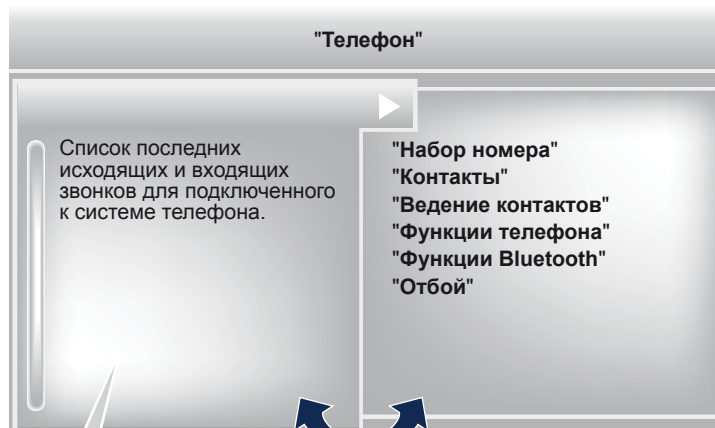 "Телефон"
Список последних
исходящих и входящих
звонков для подключенного
к системе телефона.
"Набор номера"
"Контакты"
"Ведение контактов"
"Функции телефона"
"Функции Bluetooth"
"Отбой"